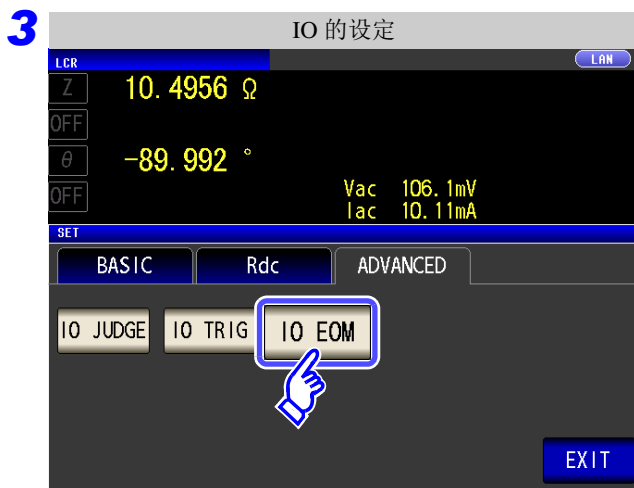 3
IO 的设定
LCR
LAN
Z 10.4956 Ω
OFF
θ -89.992 °
OFF
Vac 106.1mV
Iac 10.11mA
SET
BASIC Rdc ADVANCED
IO JUDGE IO TRIG IO EOM
EXIT